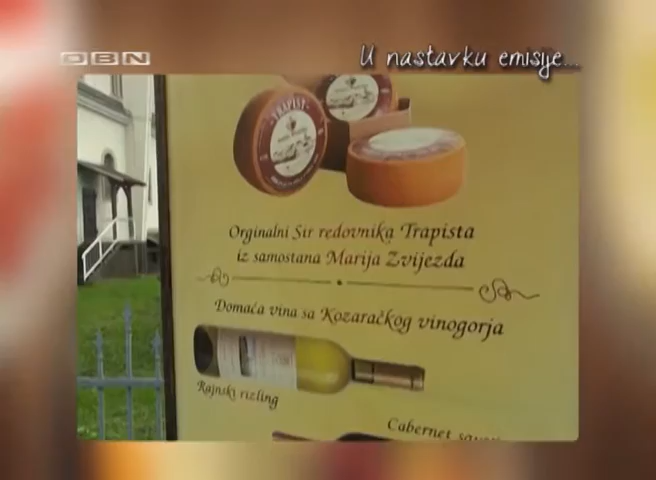 DBN
U nastavku emisije...
TRAPIST
Orginalni Sir redovnika Trapista
iz samostana Marija Zvijezda
Domaća vina sa Kozaračkog vinogorja
Rajnski rizling
Cabernet